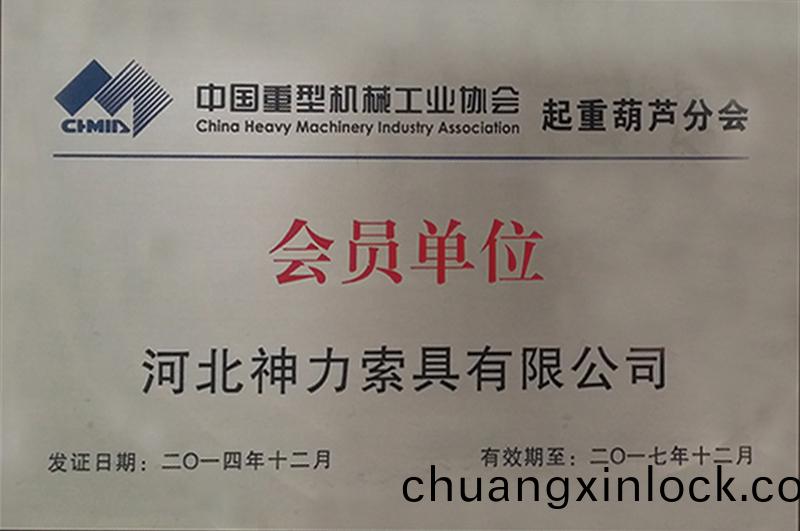 CHMIA 中国重型机械工业协会 起重葫芦分会
China Heavy Machinery Industry Association
会员单位
河北神力索具有限公司
发证日期：二〇一四年十二月 有效期至：二〇一七年十二月
chuangxinlock.co